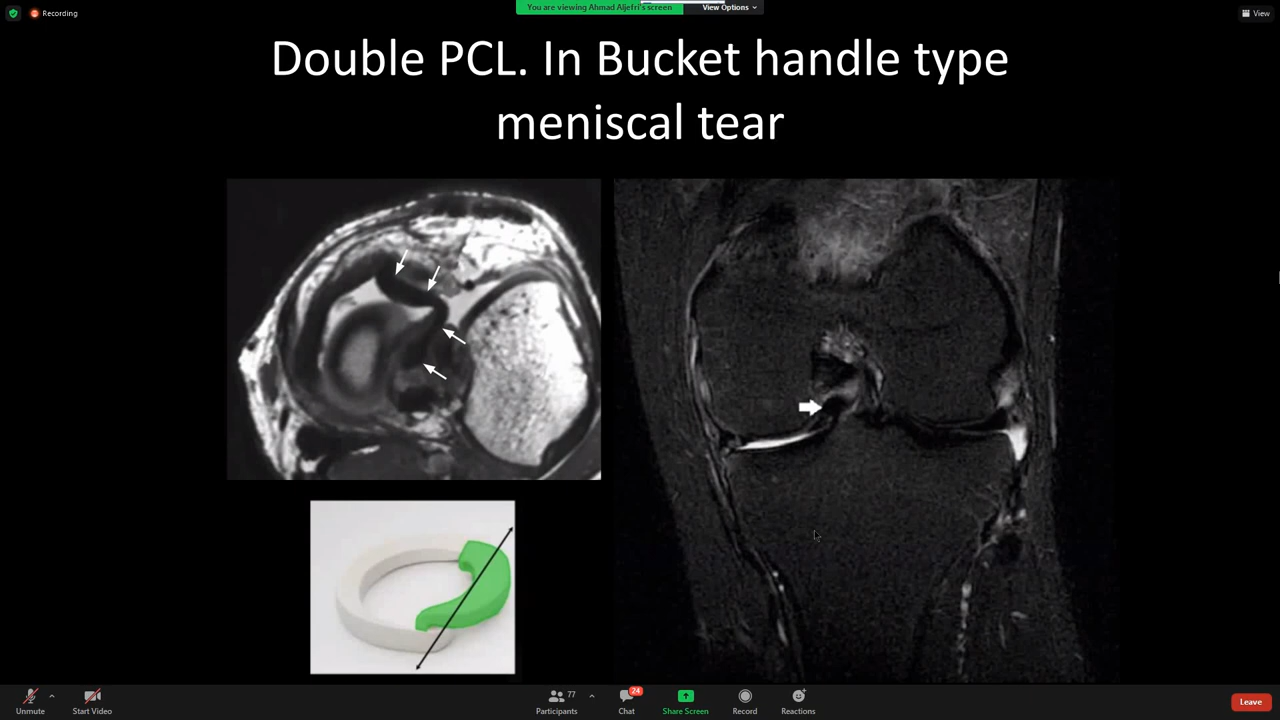 Recording
You are viewing Ahmad Aljefri's screen
View Options
View
Double PCL. In Bucket handle type
meniscal tear
Unmute
Start Video
77
Participants
24
Chat
Share Screen
Record
Reactions
Leave